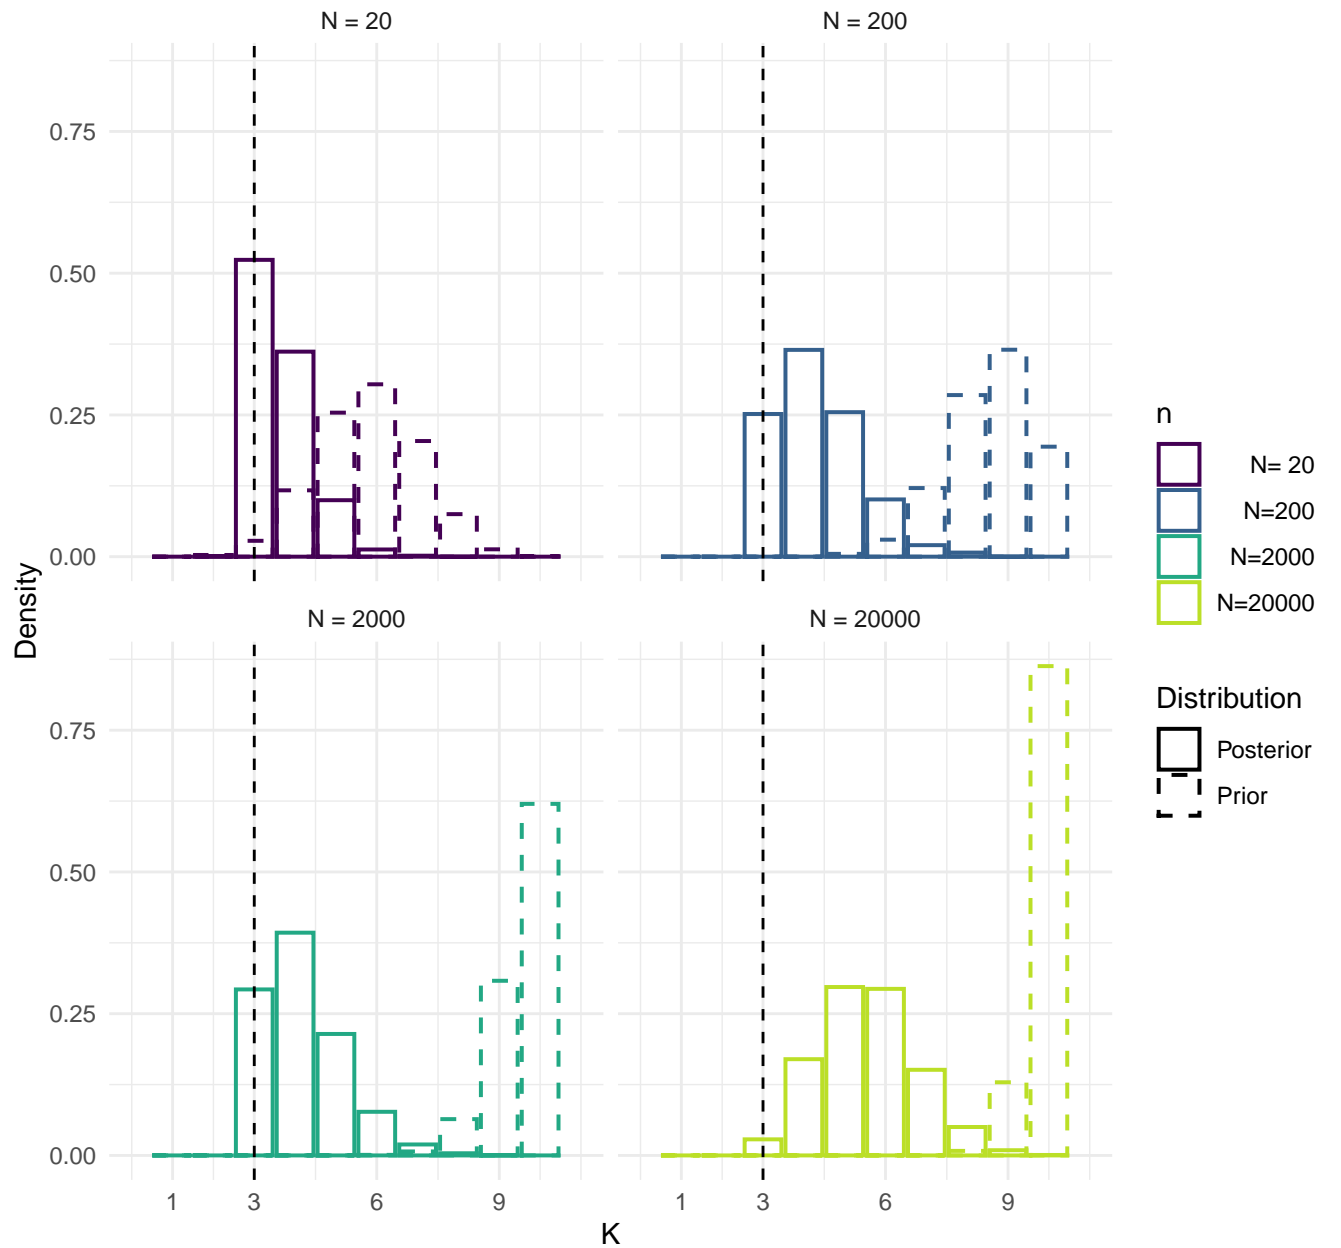 N = 20
N = 200
0.75
0.50
0.25
0.00
N = 2000
N = 20000
0.75
0.50
0.25
0.00
1 3 6 9
1 3 6 9
K
Density
n
N= 20
N=200
N=2000
N=20000
Distribution
Posterior
Prior